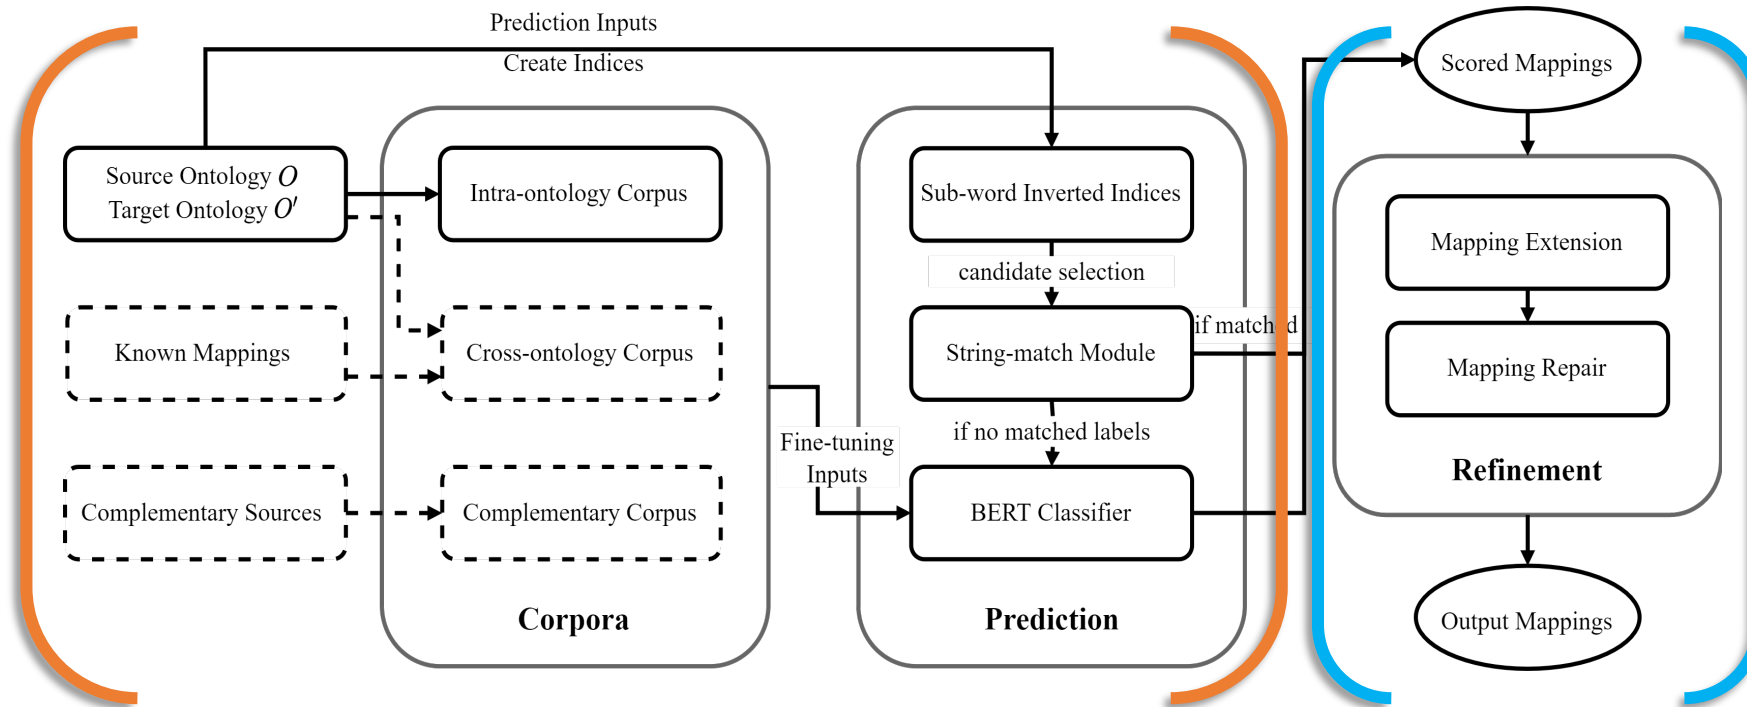 Prediction Inputs
Create Indices
Source Ontology O
Target Ontology O'
Known Mappings
Complementary Sources
Intra-ontology Corpus
Cross-ontology Corpus
Complementary Corpus
Corpora
Fine-tuning
Inputs
Sub-word Inverted Indices
candidate selection
String-match Module
if matched
if no matched labels
BERT Classifier
Prediction
Scored Mappings
Mapping Extension
Mapping Repair
Refinement
Output Mappings